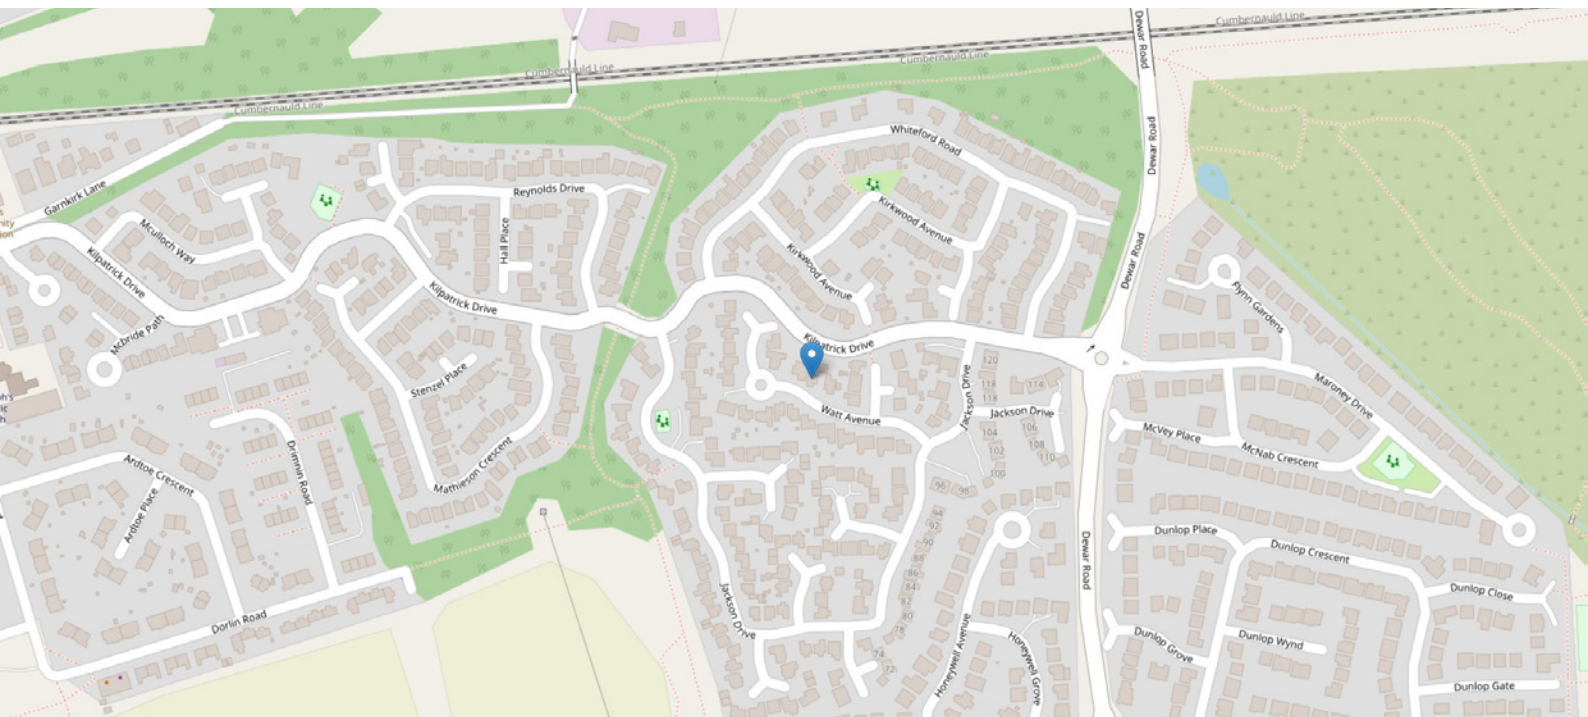 Dewar Road
Cumbernauld Line
Cumbernauld Line
Cumbernauld Line
Cumbernauld Line
Dewar Road
Whiteford Road
Garnkirk Lane
Reynolds Drive
Kirkwood Avenue
Mculloch Way
Hall Place
Kirkwood Avenue
Dewar Road
Kilpatrick Drive
Kilpatrick Drive
Flynn Gardens
Mcbride Path
Kilpatrick Drive
Stenzel Place
Jackson Drive
120
118
118
114
Maroney Drive
Watt Avenue
Jackson Drive
104
106
108
102
110
100
McVey Place
McNab Crescent
Mathieson Crescent
Drimnin Road
Ardtoe Crescent
Ardtoe Place
96
98
94
92
90
88
86
84
82
80
78
74
72
Dewar Road
Dunlop Place
Dunlop Crescent
Dunlop Close
Jackson Drive
Dorlin Road
Honeywell Avenue
Honeywell Grove
Dunlop Grove
Dunlop Wynd
Dunlop Gate